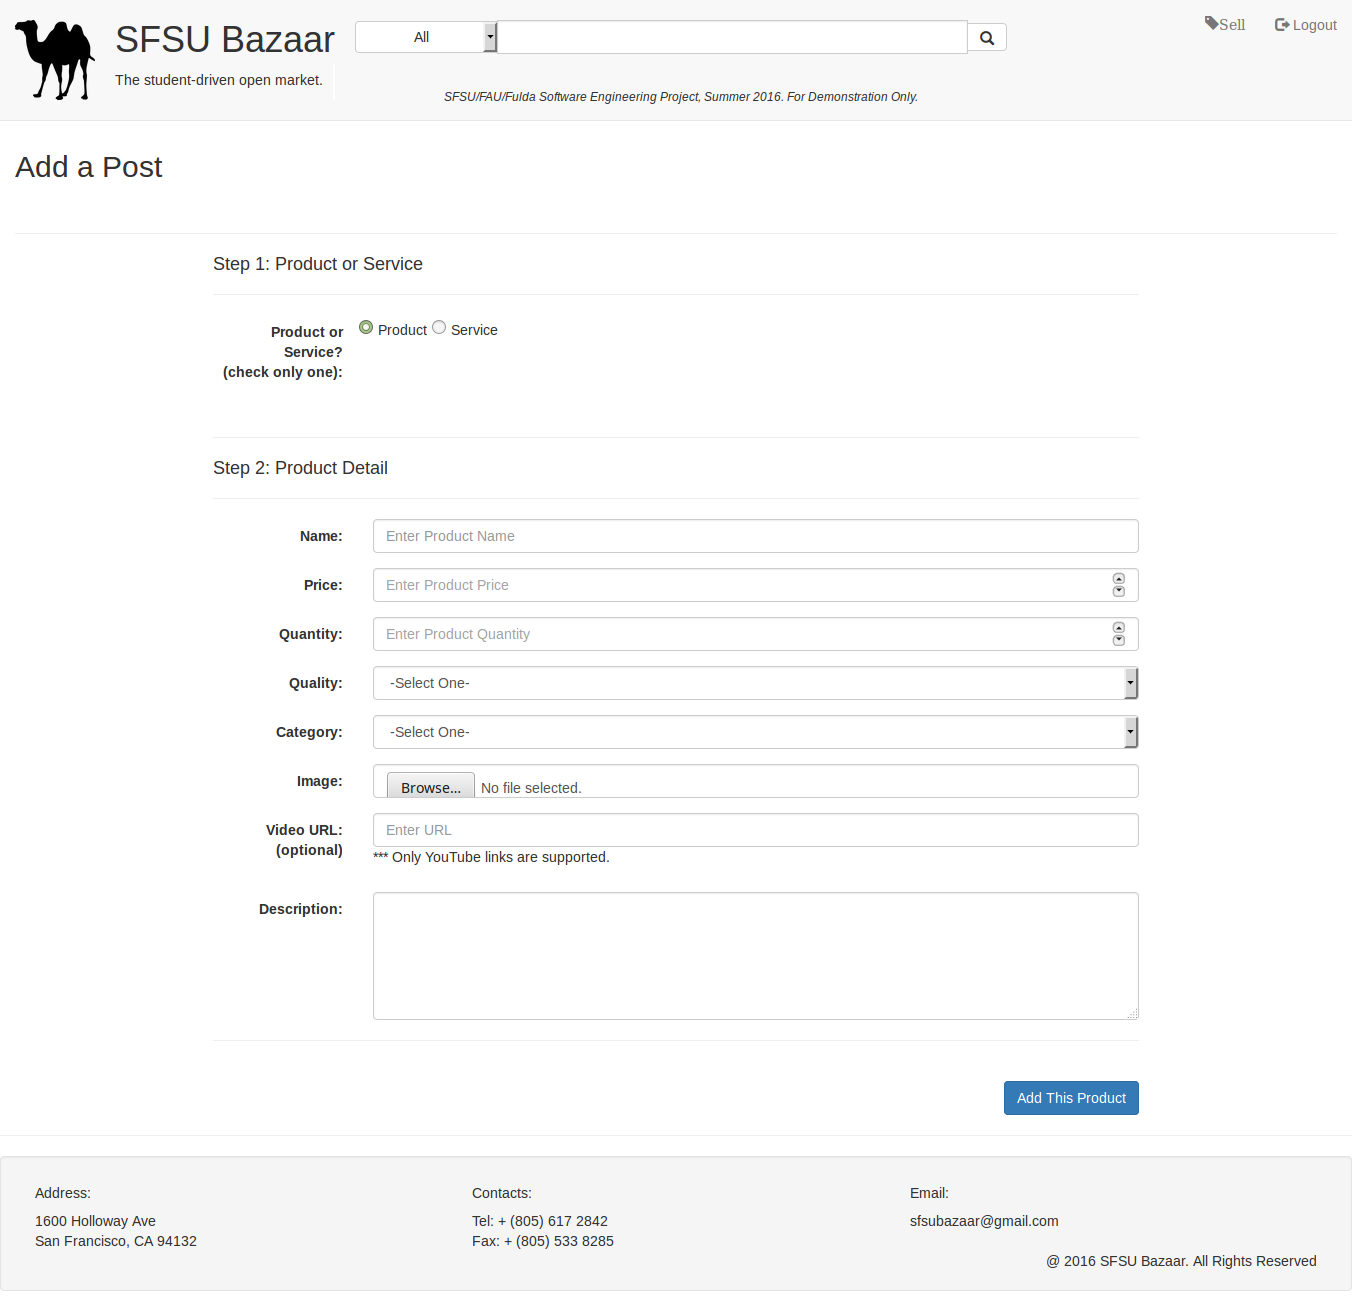 SFSU Bazaar
The student-driven open market.
All
Sell
Logout
SFSU/FAU/Fulda Software Engineering Project, Summer 2016. For Demonstration Only.
Add a Post
Step 1: Product or Service
Product or
Service?
(check only one):
Product
Service
Step 2: Product Detail
Name:
Enter Product Name
Price:
Enter Product Price
Quantity:
Enter Product Quantity
Quality:
-Select One-
Category:
-Select One-
Image:
Browse... No file selected.
Video URL:
(optional)
Enter URL
*** Only YouTube links are supported.
Description:
Add This Product
Address:
1600 Holloway Ave
San Francisco, CA 94132
Contacts:
Tel: + (805) 617 2842
Fax: + (805) 533 8285
Email:
sfsubazaar@gmail.com
@ 2016 SFSU Bazaar. All Rights Reserved